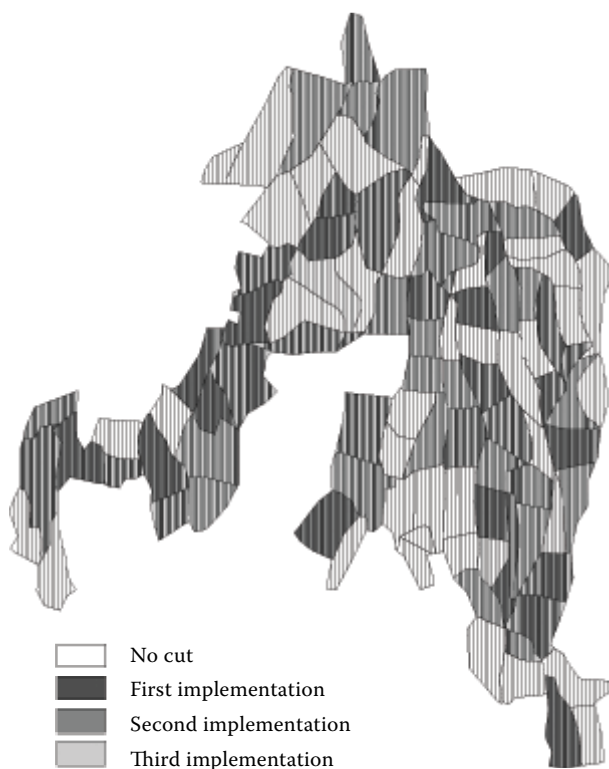 No cut
First implementation
Second implementation
Third implementation